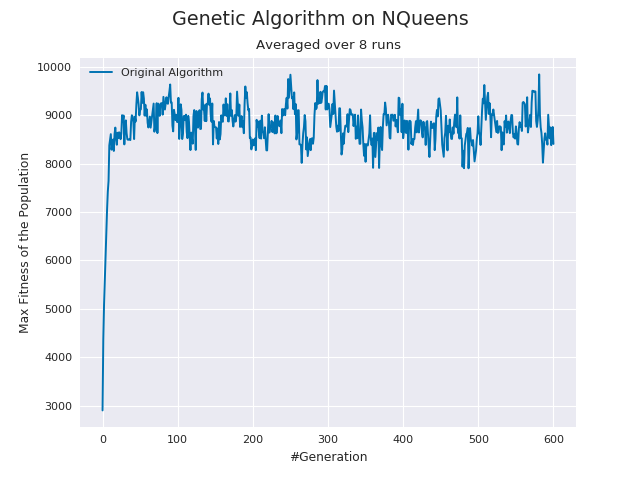 Genetic Algorithm on NQueens
Averaged over 8 runs
Original Algorithm
Max Fitness of the Population
10000
9000
8000
7000
6000
5000
4000
3000
0 100 200 300 400 500 600
#Generation